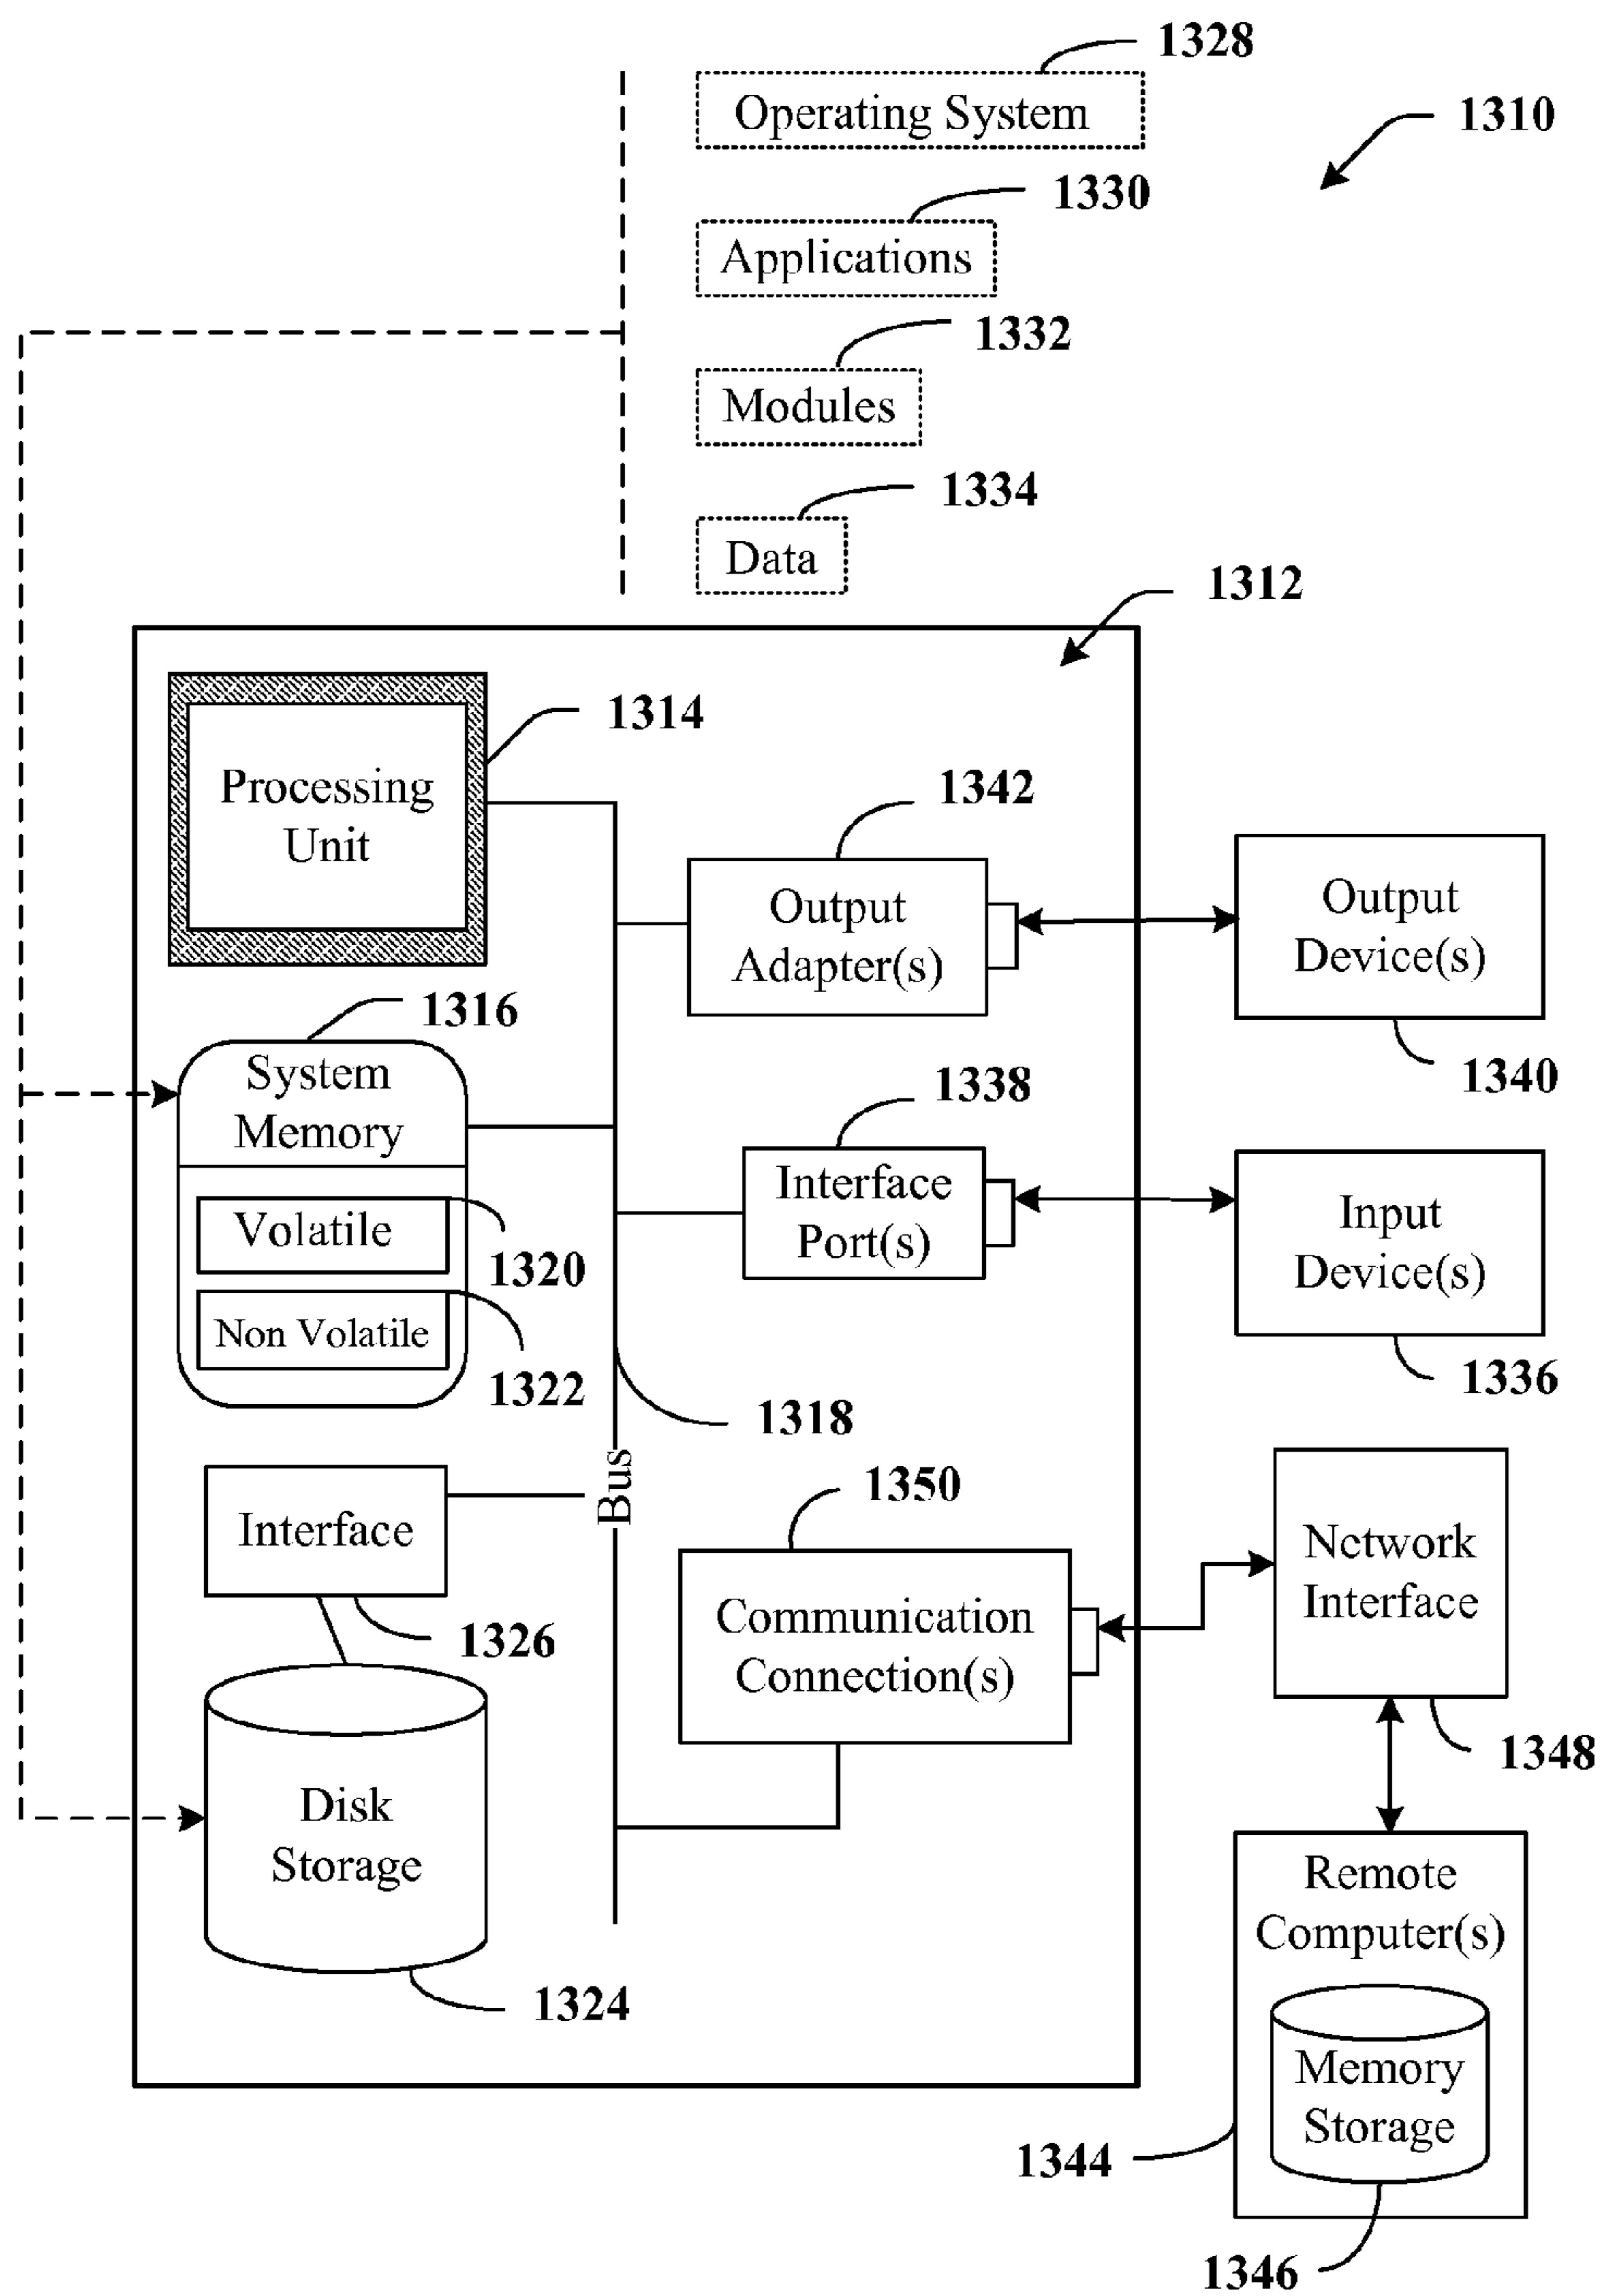 1328
Operating System
1310
1330
Applications
1332
Modules
1334
Data
1312
1314
Processing
Unit
1342
Output
Adapter(s)
Output
Device(s)
1340
1316
System
Memory
1338
Interface
Port(s)
Input
Device(s)
1336
Volatile
1320
Non Volatile
1322
1318
Bus
1350
Interface
1326
Communication
Connection(s)
Network
Interface
1348
Disk
Storage
1324
Remote
Computer(s)
Memory
Storage
1344
1346